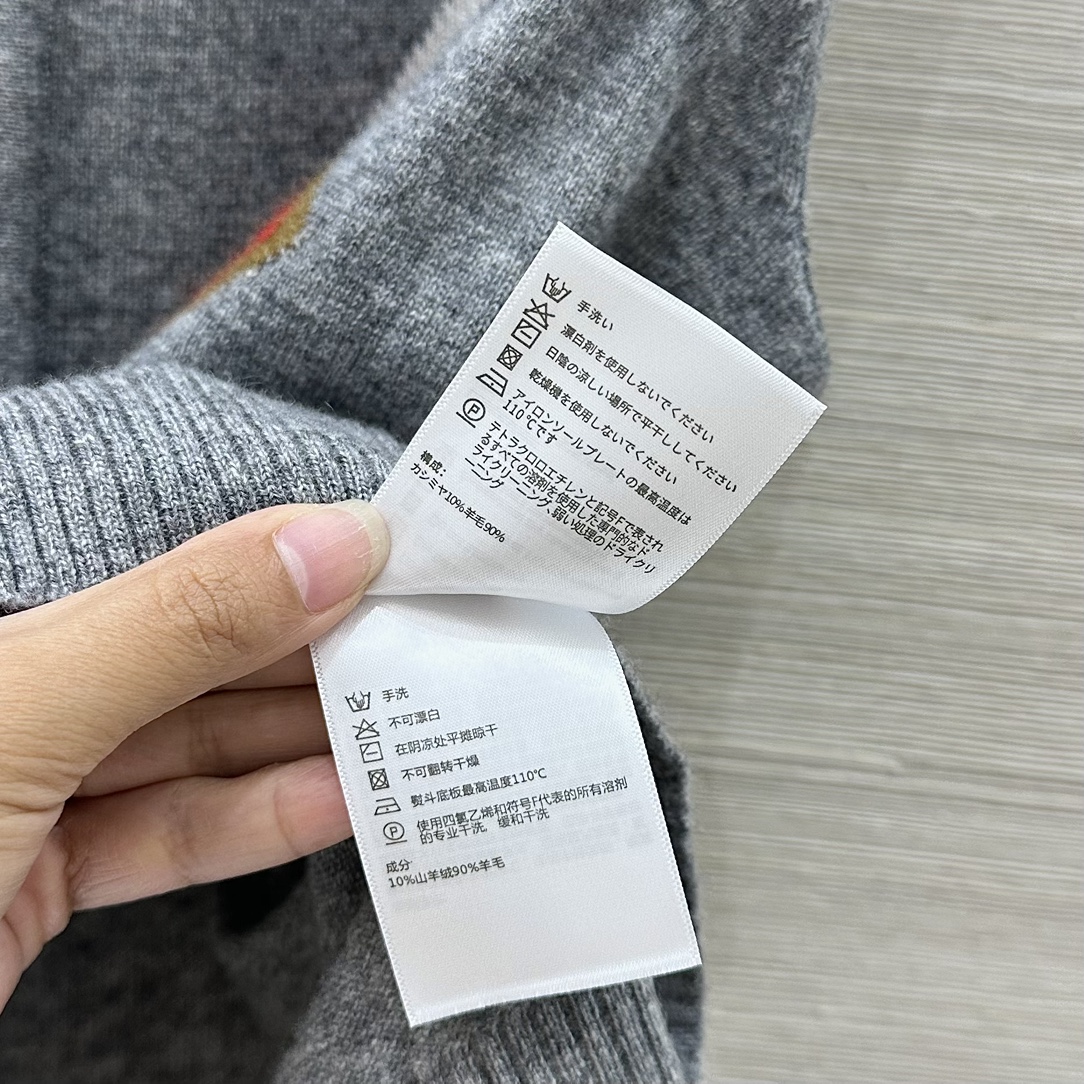 手洗い
漂白剤を使用しないでください
日陰の涼しい場所で平干ししてください
乾燥機を使用しないでください
アイロンソールプレートの最高温度は
110℃です
P
テトラクロロエチレンと記号Fで表され
るすべての溶剤を使用した専門的なド
ライクリーニング、弱い処理のドライクリ
ーニング
構成:
カシミヤ10%羊毛90%
手洗
不可漂白
在阴凉处平摊晾干
不可翻转干燥
熨斗底板最高温度110℃
P
使用四氯乙烯和符号F代表的所有溶剂
的专业干洗，缓和干洗
成分
10%山羊绒90%羊毛